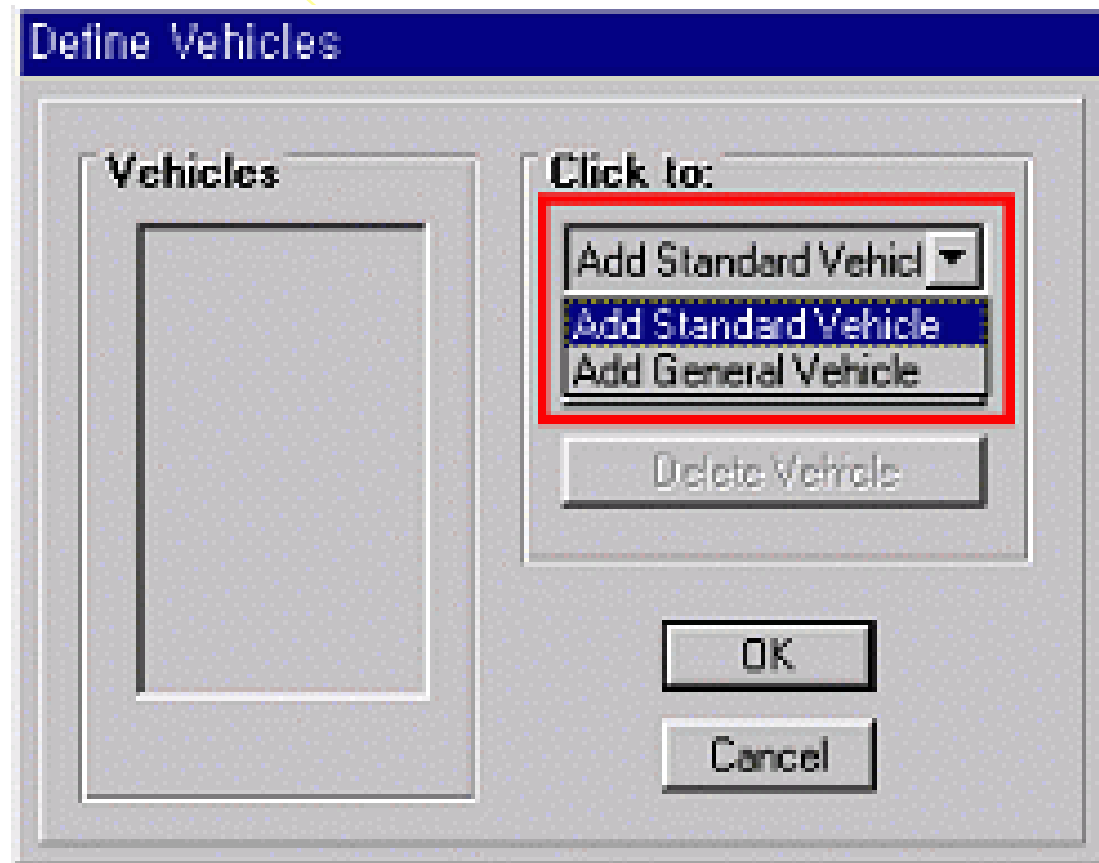 Define Vehicles
Vehicles
Click to:
Add Standard Vehicl
Add Standard Vehicle
Add General Vehicle
Delete Vehicle
OK
Cancel